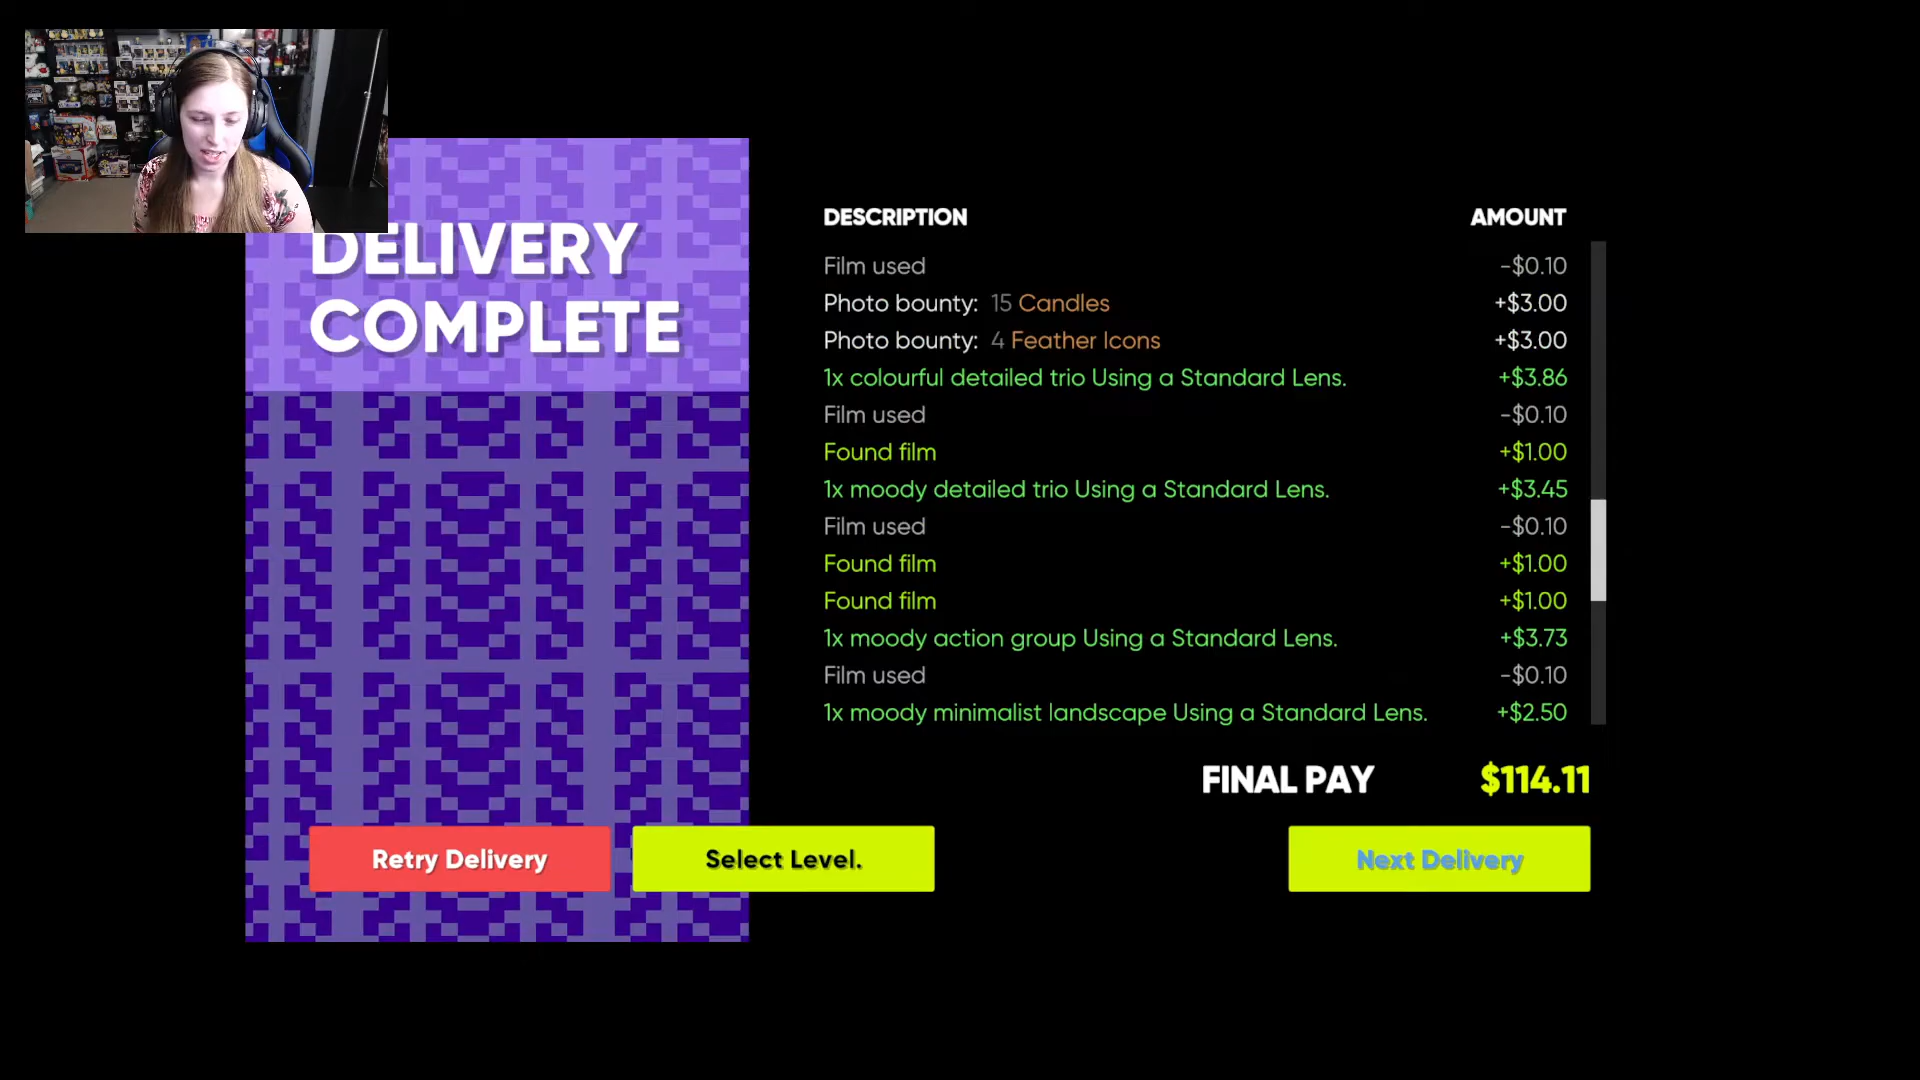 DELIVERY
COMPLETE
DESCRIPTION AMOUNT
Film used -$0.10
Photo bounty: 15 Candles +$3.00
Photo bounty: 4 Feather Icons +$3.00
1x colourful detailed trio Using a Standard Lens. +$3.86
Film used -$0.10
Found film +$1.00
1x moody detailed trio Using a Standard Lens. +$3.45
Film used -$0.10
Found film +$1.00
Found film +$1.00
1x moody action group Using a Standard Lens. +$3.73
Film used -$0.10
1x moody minimalist landscape Using a Standard Lens. +$2.50
FINAL PAY $114.11
Retry Delivery
Select Level.
Next Delivery